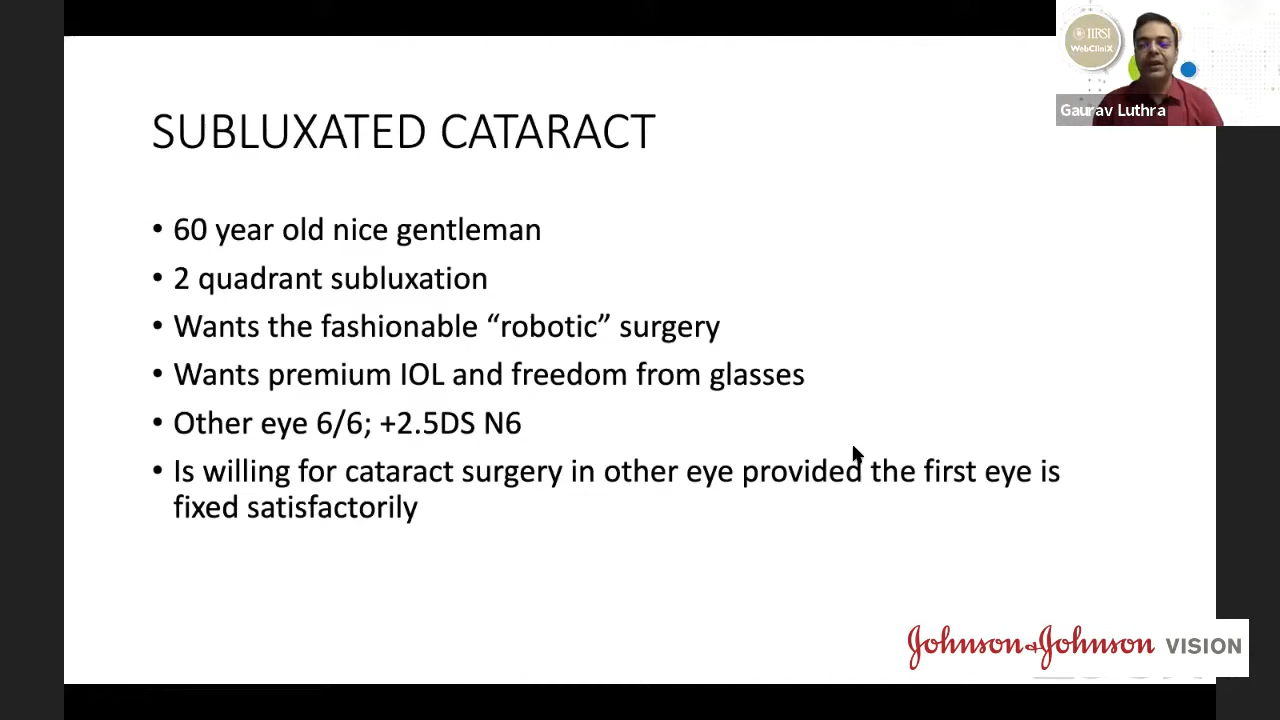 IIRSI
WebCliniX
Gaurav Luthra
SUBLUXATED CATARACT
• 60 year old nice gentleman
• 2 quadrant subluxation
• Wants the fashionable “robotic” surgery
• Wants premium IOL and freedom from glasses
• Other eye 6/6; +2.5DS N6
• Is willing for cataract surgery in other eye provided the first eye is
fixed satisfactorily
Johnson & Johnson VISION